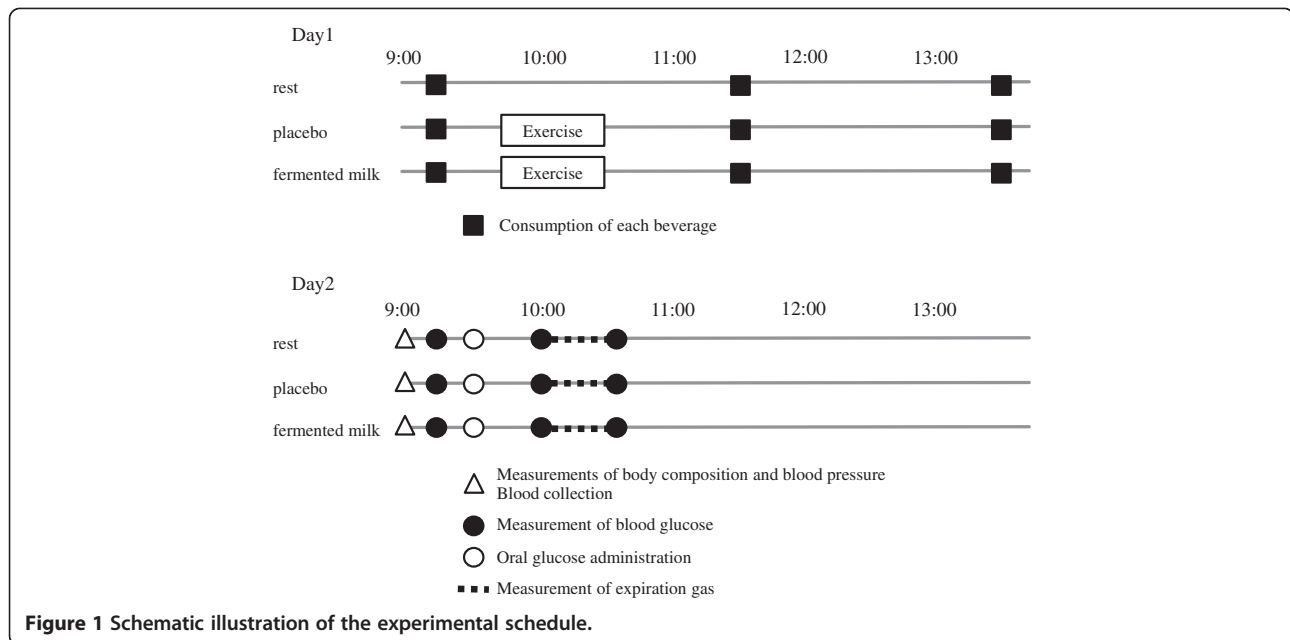 Day1
9:00 10:00 11:00 12:00 13:00
rest
placebo Exercise
fermented milk Exercise
Consumption of each beverage
Day2
9:00 10:00 11:00 12:00 13:00
rest
placebo
fermented milk
Measurements of body composition and blood pressure
Blood collection
Measurement of blood glucose
Oral glucose administration
Measurement of expiration gas
Figure 1 Schematic illustration of the experimental schedule.